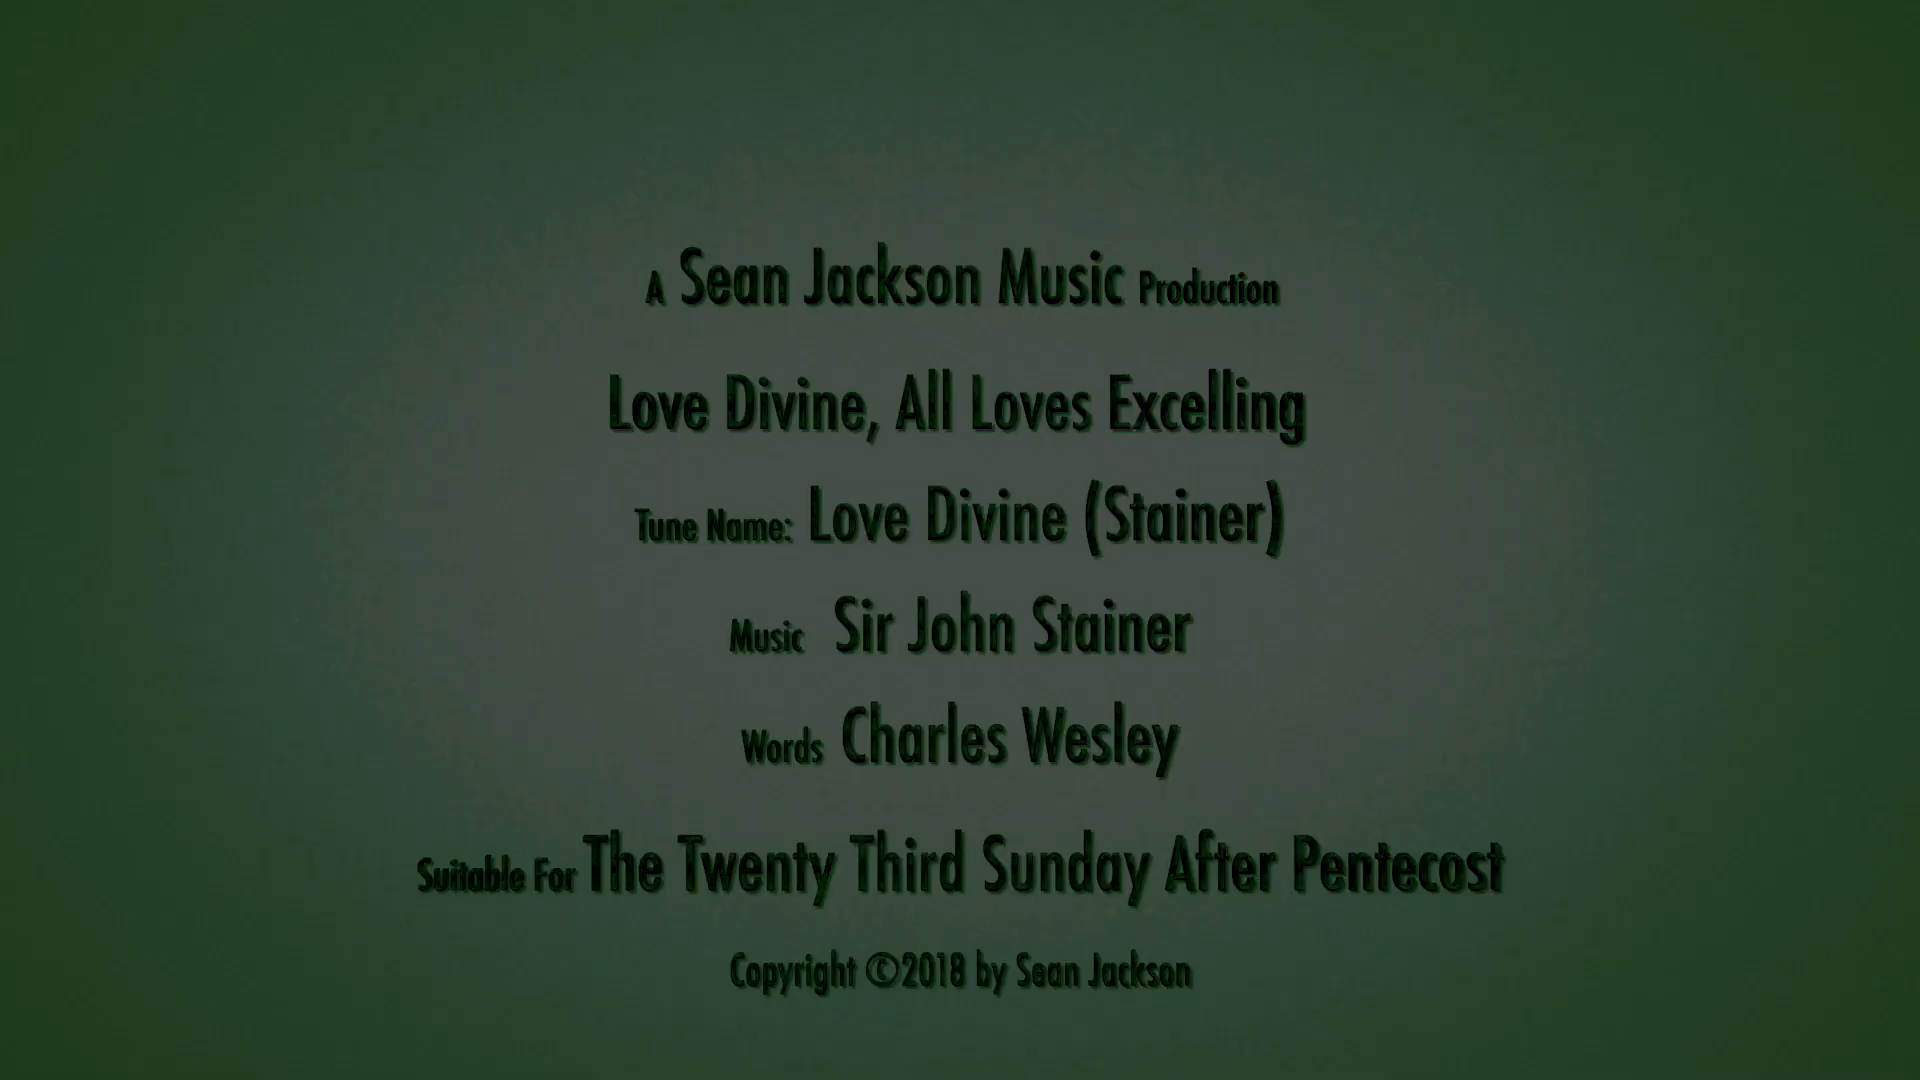 A Sean Jackson Music Production
Love Divine, All Loves Excelling
Tune Name: Love Divine (Stainer)
Music Sir John Stainer
Words Charles Wesley
Suitable For The Twenty Third Sunday After Pentecost
Copyright ©2018 by Sean Jackson